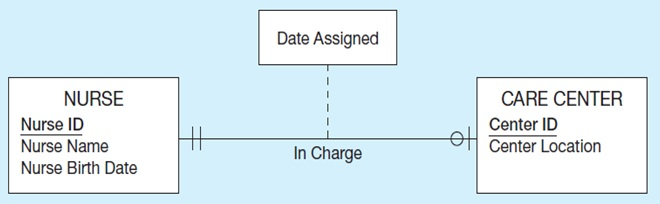 Date Assigned
NURSE
Nurse ID
Nurse Name
Nurse Birth Date
In Charge
CARE CENTER
Center ID
Center Location